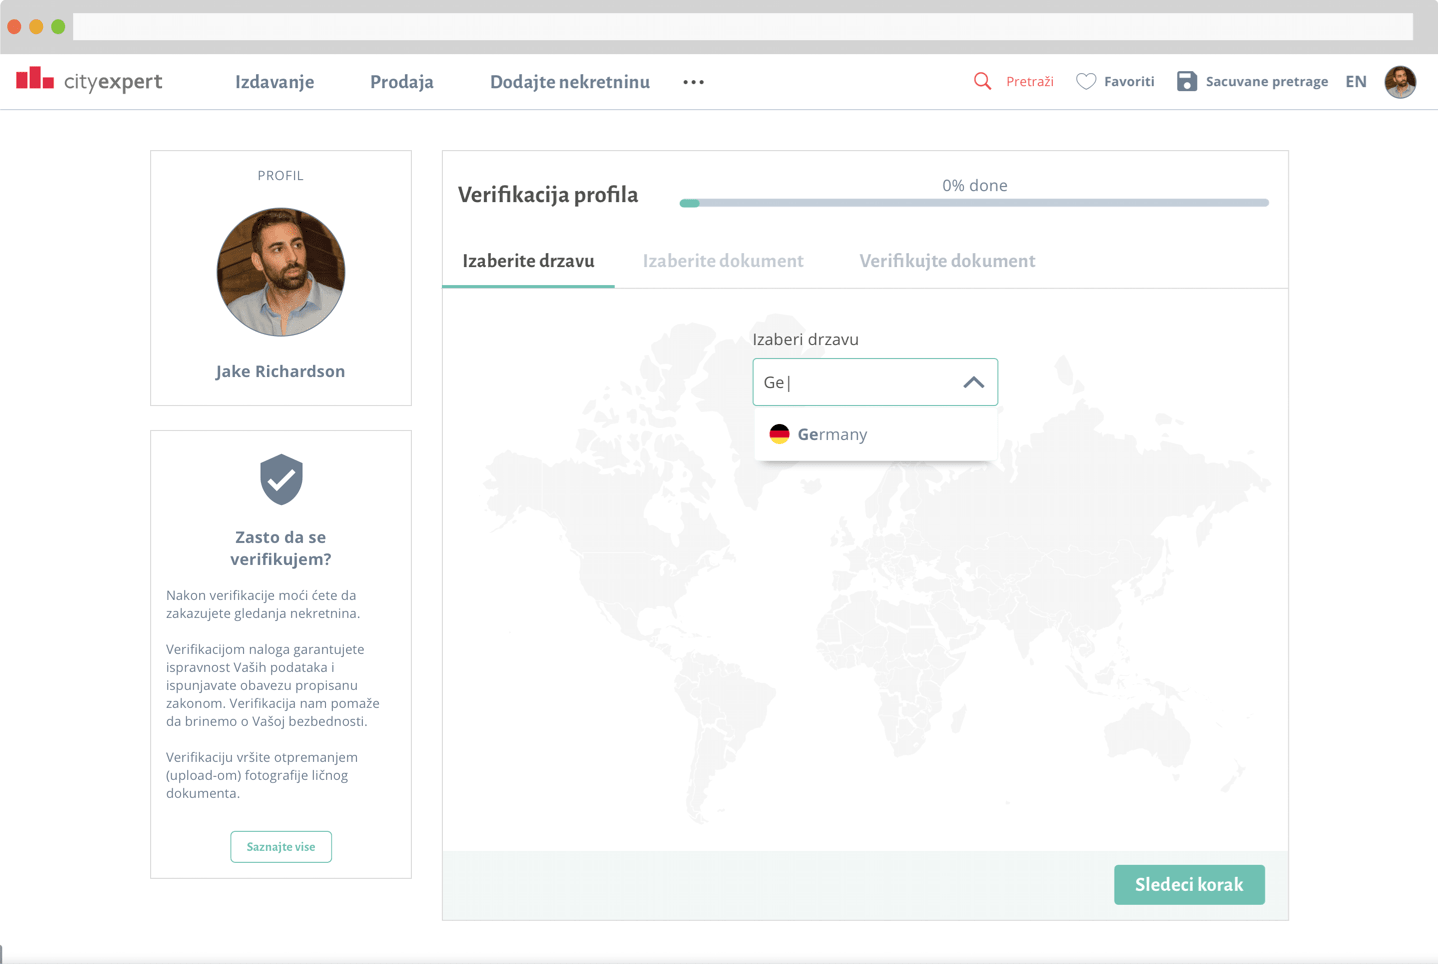 cityexpert
Izdavanje
Prodaja
Dodajte nekretninu
Pretraži
Favoriti
Sacuvane pretrage
EN
PROFIL
Jake Richardson
Zasto da se
verifikujem?
Nakon verifikacije moći ćete da
zakazujete gledanja nekretnina.
Verifikacijom naloga garantujete
ispravnost Vaših podataka i
ispunjavate obavezu propisanu
zakonom. Verifikacija nam pomaže
da brinemo o Vašoj bezbednosti.
Verifikaciju vršite otpremanjem
(upload-om) fotografije ličnog
dokumenta.
Saznajte vise
Verifikacija profila
0% done
Izaberite drzavu
Izaberite dokument
Verifikujte dokument
Izaberi drzavu
Ge|
Germany
Sledeci korak